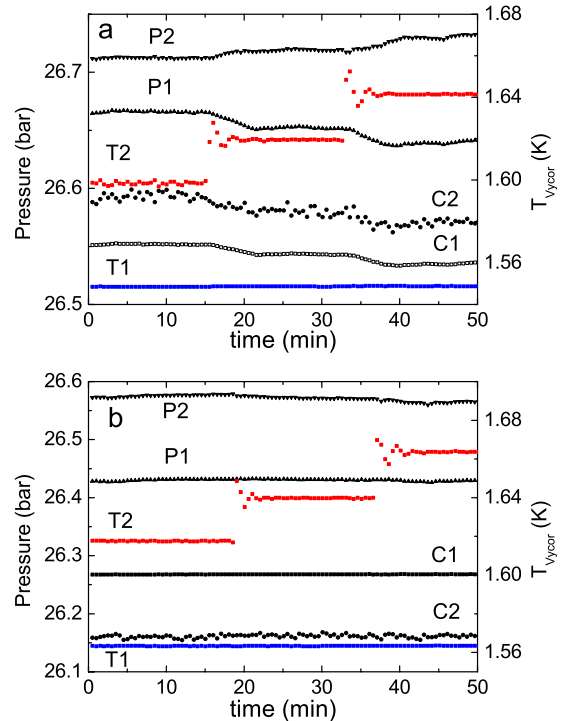 a
P2
P1
T2
C2
C1
T1
26.7
26.6
26.5
1.68
1.64
1.60
1.56
Pressure (bar)
T Vycor (K)
0 10 20 30 40 50
time (min)
b
P2
P1
T2
C1
C2
T1
26.6
26.5
26.4
26.3
26.2
26.1
1.68
1.64
1.60
1.56
Pressure (bar)
T Vycor (K)
0 10 20 30 40 50
time (min)